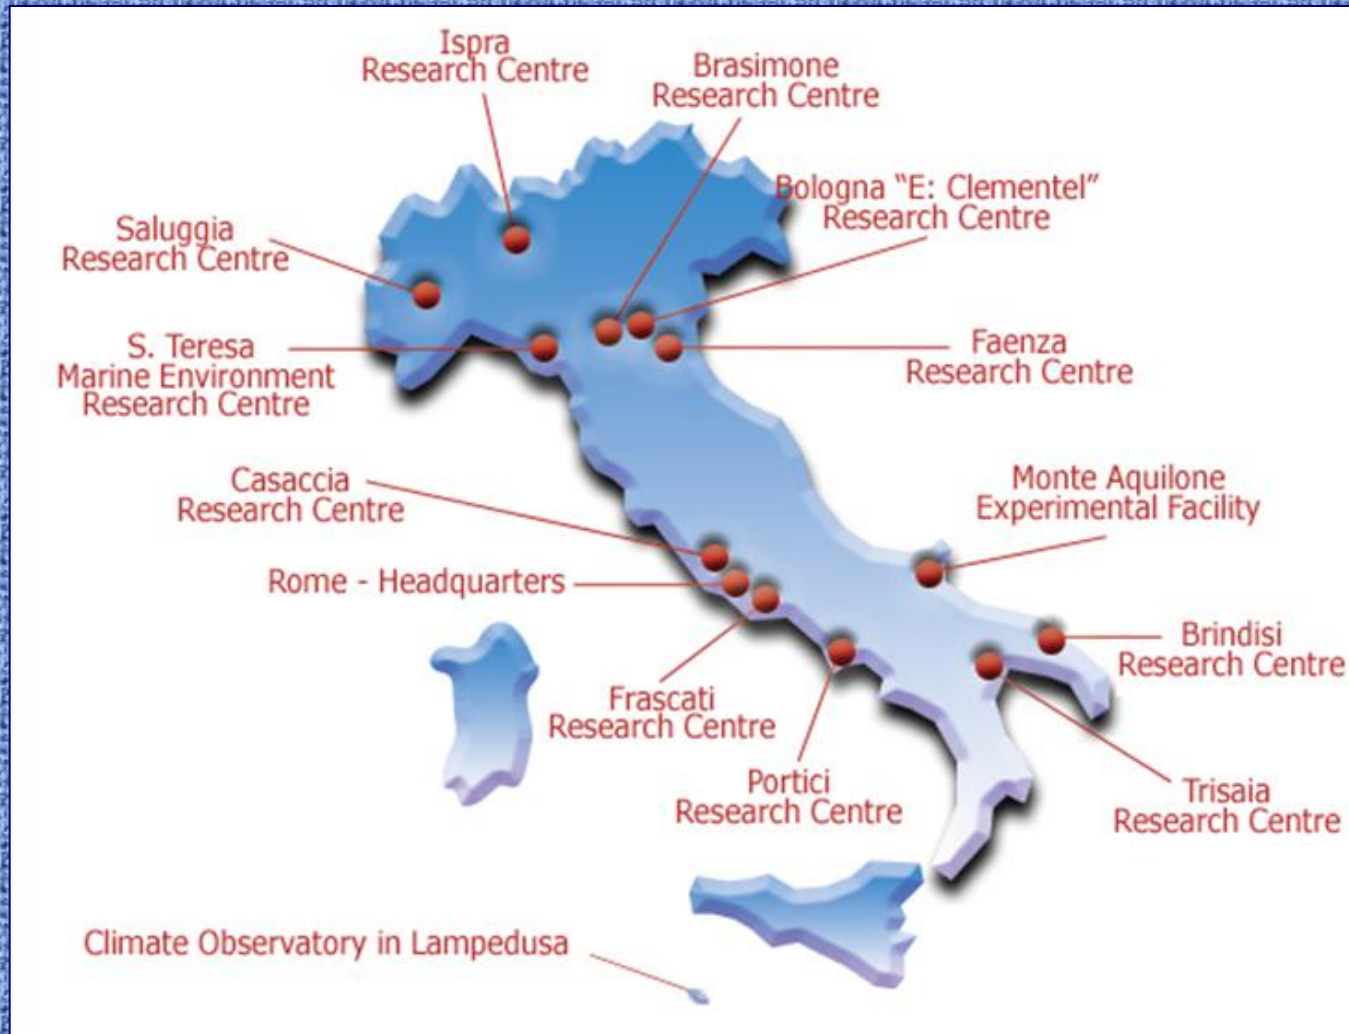 Ispra
Research Centre
Brasimone
Research Centre
Bologna “E: Clementel”
Research Centre
Saluggia
Research Centre
S. Teresa
Marine Environment
Research Centre
Faenza
Research Centre
Casaccia
Research Centre
Monte Aquilone
Experimental Facility
Rome - Headquarters
Brindisi
Research Centre
Frascati
Research Centre
Portici
Research Centre
Trisaia
Research Centre
Climate Observatory in Lampedusa